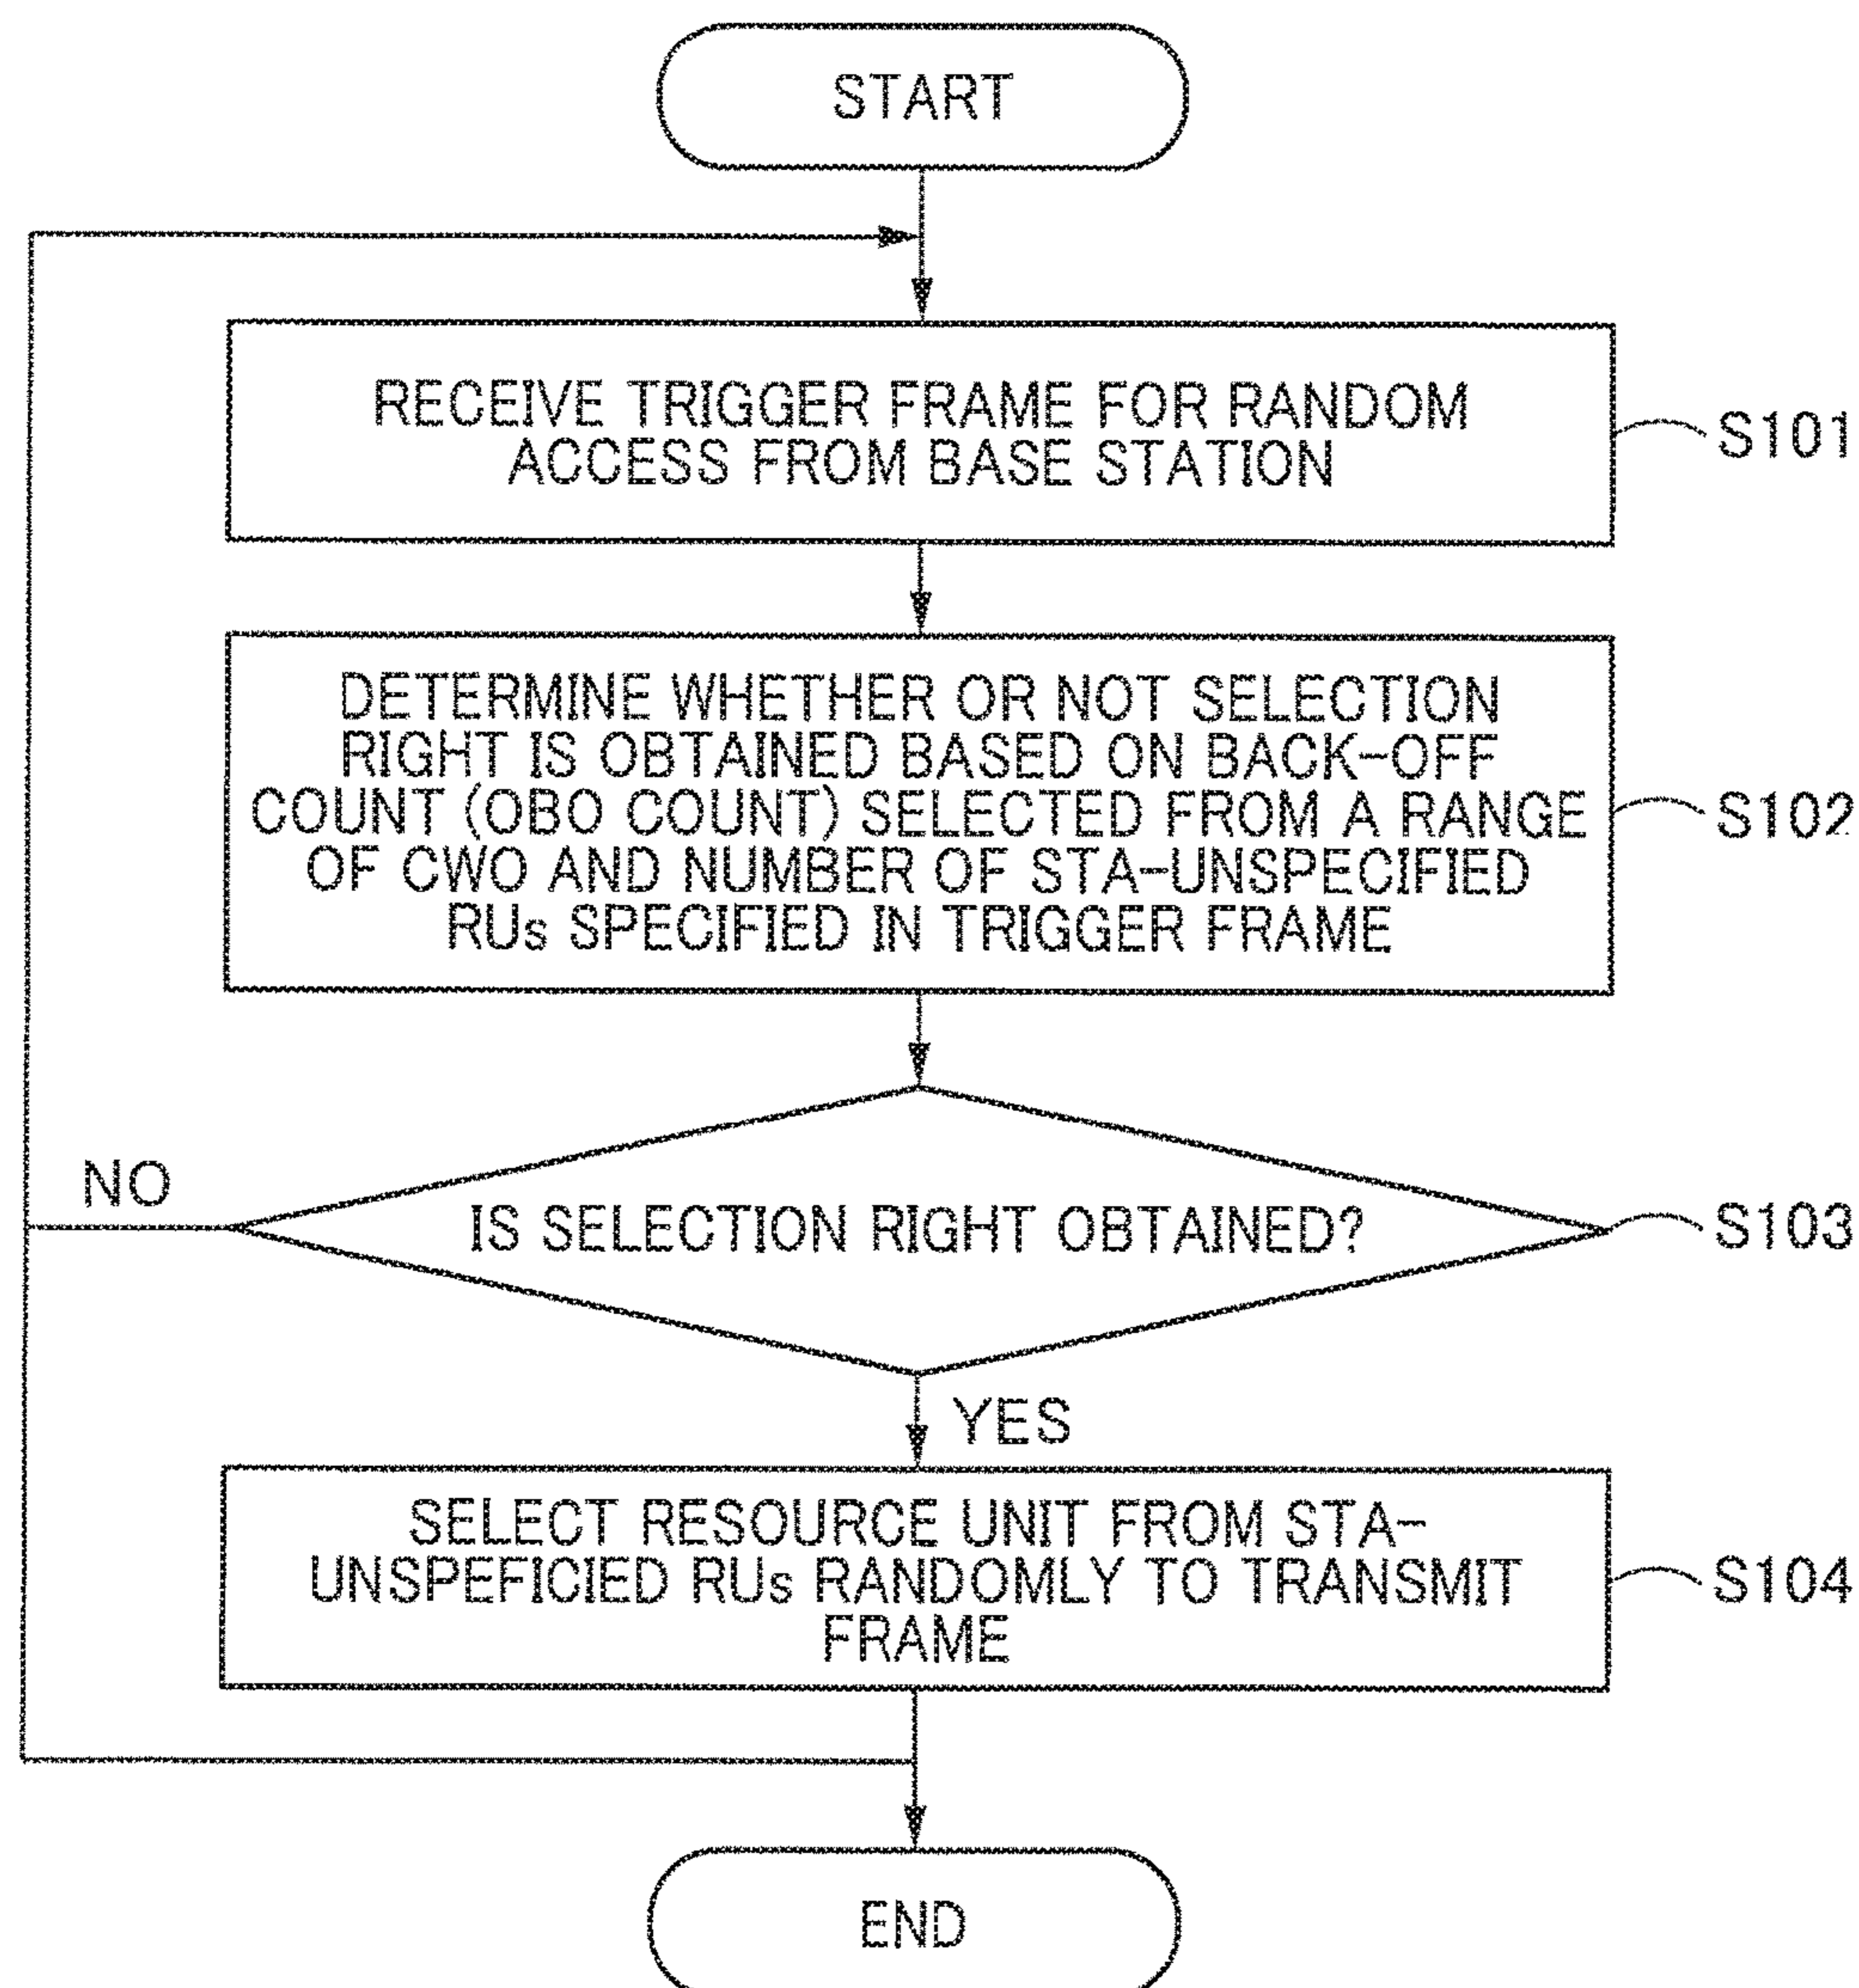 START
RECEIVE TRIGGER FRAME FOR RANDOM
ACCESS FROM BASE STATION
S101
DETERMINE WHETHER OR NOT SELECTION
RIGHT IS OBTAINED BASED ON BACK-OFF
COUNT (OBO COUNT) SELECTED FROM A RANGE
OF CWO AND NUMBER OF STA-UNSPECIFIED
RUs SPECIFIED IN TRIGGER FRAME
S102
NO
IS SELECTION RIGHT OBTAINED?
S103
YES
SELECT RESOURCE UNIT FROM STA-
UNSPEFICIED RUs RANDOMLY TO TRANSMIT
FRAME
S104
END